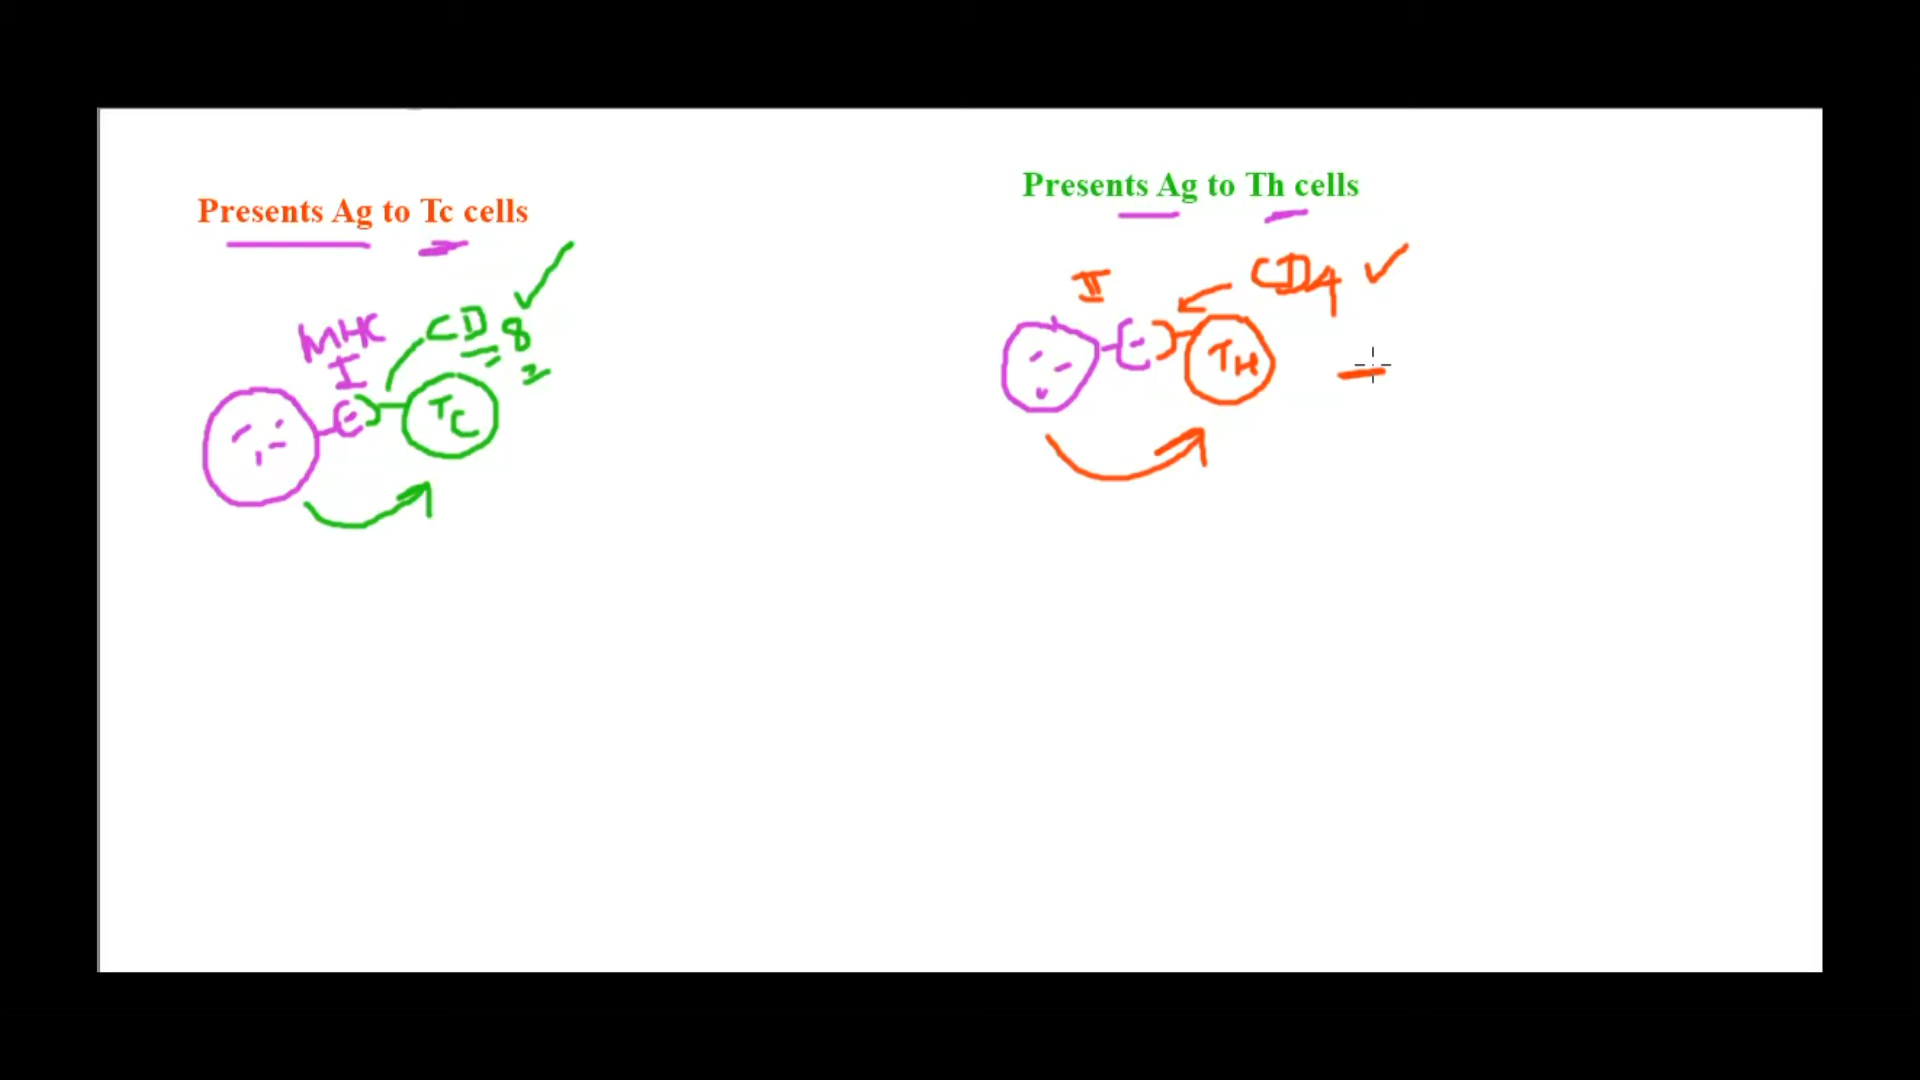 Presents Ag to Tc cells
MHC
I
CD8
TC
Presents Ag to Th cells
II
CD4
TH